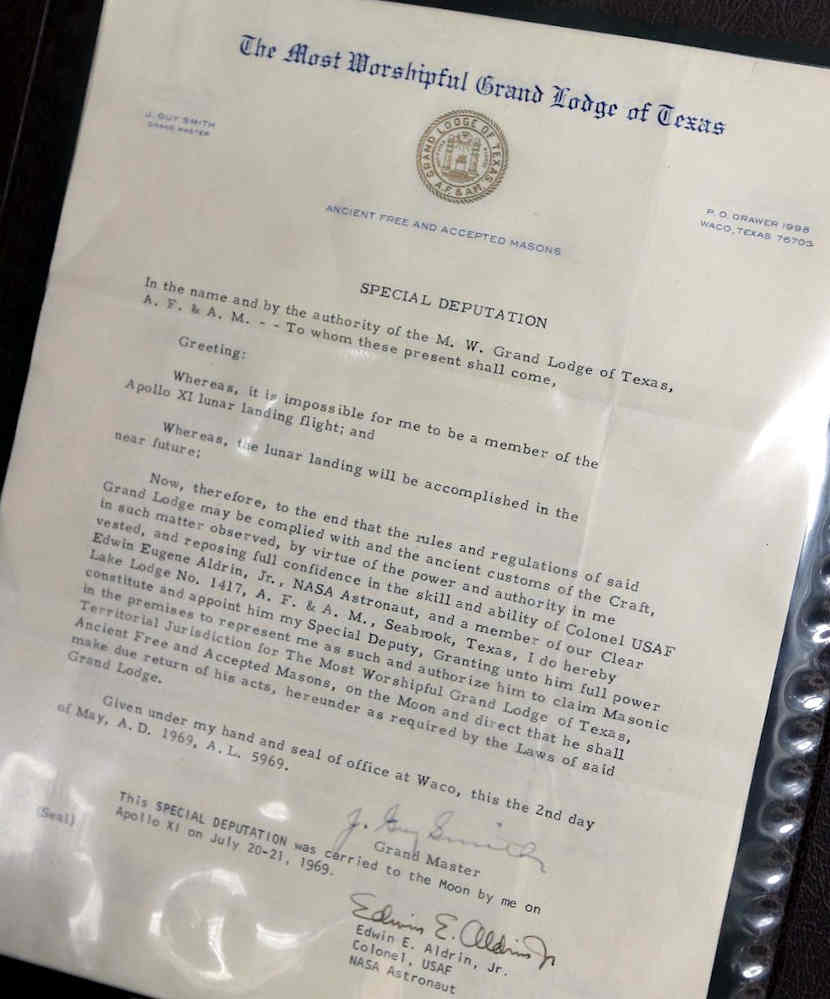 The Most Worshipful Grand Lodge of Texas
J. GUY SMITH
GRAND MASTER
GRAND LODGE OF TEXAS
A.F.&A.M.
P. O. DRAWER 1998
WACO, TEXAS 76703
ANCIENT FREE AND ACCEPTED MASONS
SPECIAL DEPUTATION
In the name and by the authority of the M. W. Grand Lodge of Texas,
A. F. & A. M. - - To whom these present shall come,
Greeting:
Whereas, it is impossible for me to be a member of the
Apollo XI lunar landing flight; and
Whereas, the lunar landing will be accomplished in the
near future;
Now, therefore, to the end that the rules and regulations of said
Grand Lodge may be complied with and the ancient customs of the Craft,
in such matter observed, by virtue of the power and authority in me
vested, and reposing full confidence in the skill and ability of Colonel USAF
Edwin Eugene Aldrin, Jr., NASA Astronaut, and a member of our Clear
Lake Lodge No. 1417, A. F. & A. M., Seabrook, Texas, I do hereby
constitute and appoint him my Special Deputy, Granting unto him full power
in the premises to represent me as such and authorize him to claim Masonic
Territorial Jurisdiction for The Most Worshipful Grand Lodge of Texas,
Ancient Free and Accepted Masons, on the Moon and direct that he shall
make due return of his acts, hereunder as required by the Laws of said
Grand Lodge.
Given under my hand and seal of office at Waco, this the 2nd day
of May, A. D. 1969, A. L. 5969.
J. Guy Smith
(Seal)
Grand Master
This SPECIAL DEPUTATION was carried to the Moon by me on
Apollo XI on July 20-21, 1969.
Edwin E. Aldrin Jr
Edwin E. Aldrin, Jr.
Colonel, USAF
NASA Astronaut